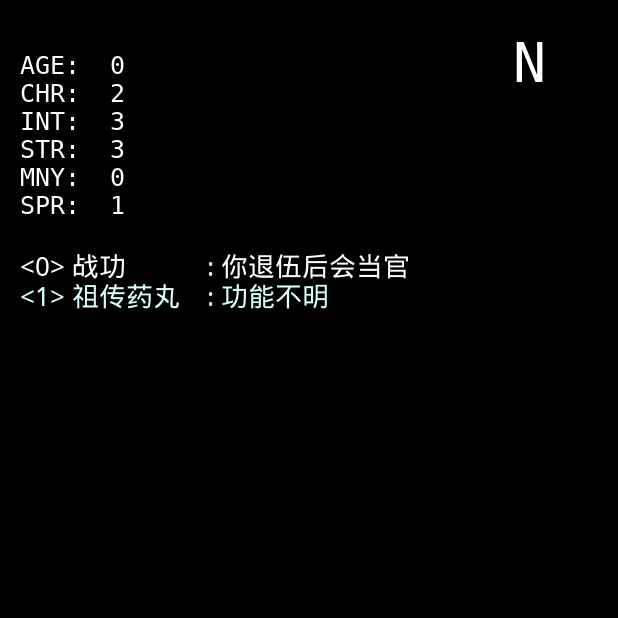 N
AGE: 0
CHR: 2
INT: 3
STR: 3
MNY: 0
SPR: 1
<0> 战功 : 你退伍后会当官
<1> 祖传药丸 : 功能不明